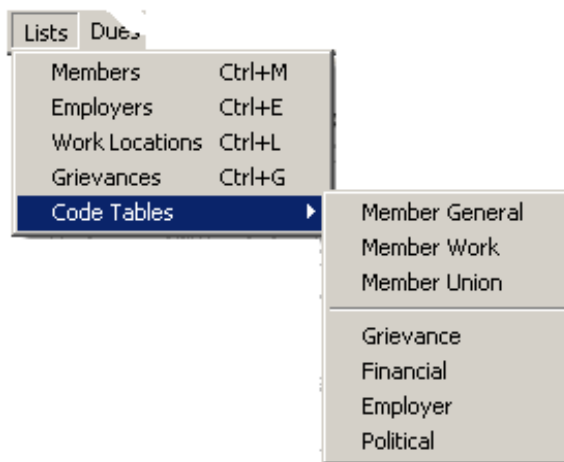 Lists Dues
Members Ctrl+M
Employers Ctrl+E
Work Locations Ctrl+L
Grievances Ctrl+G
Code Tables
Member General
Member Work
Member Union
Grievance
Financial
Employer
Political